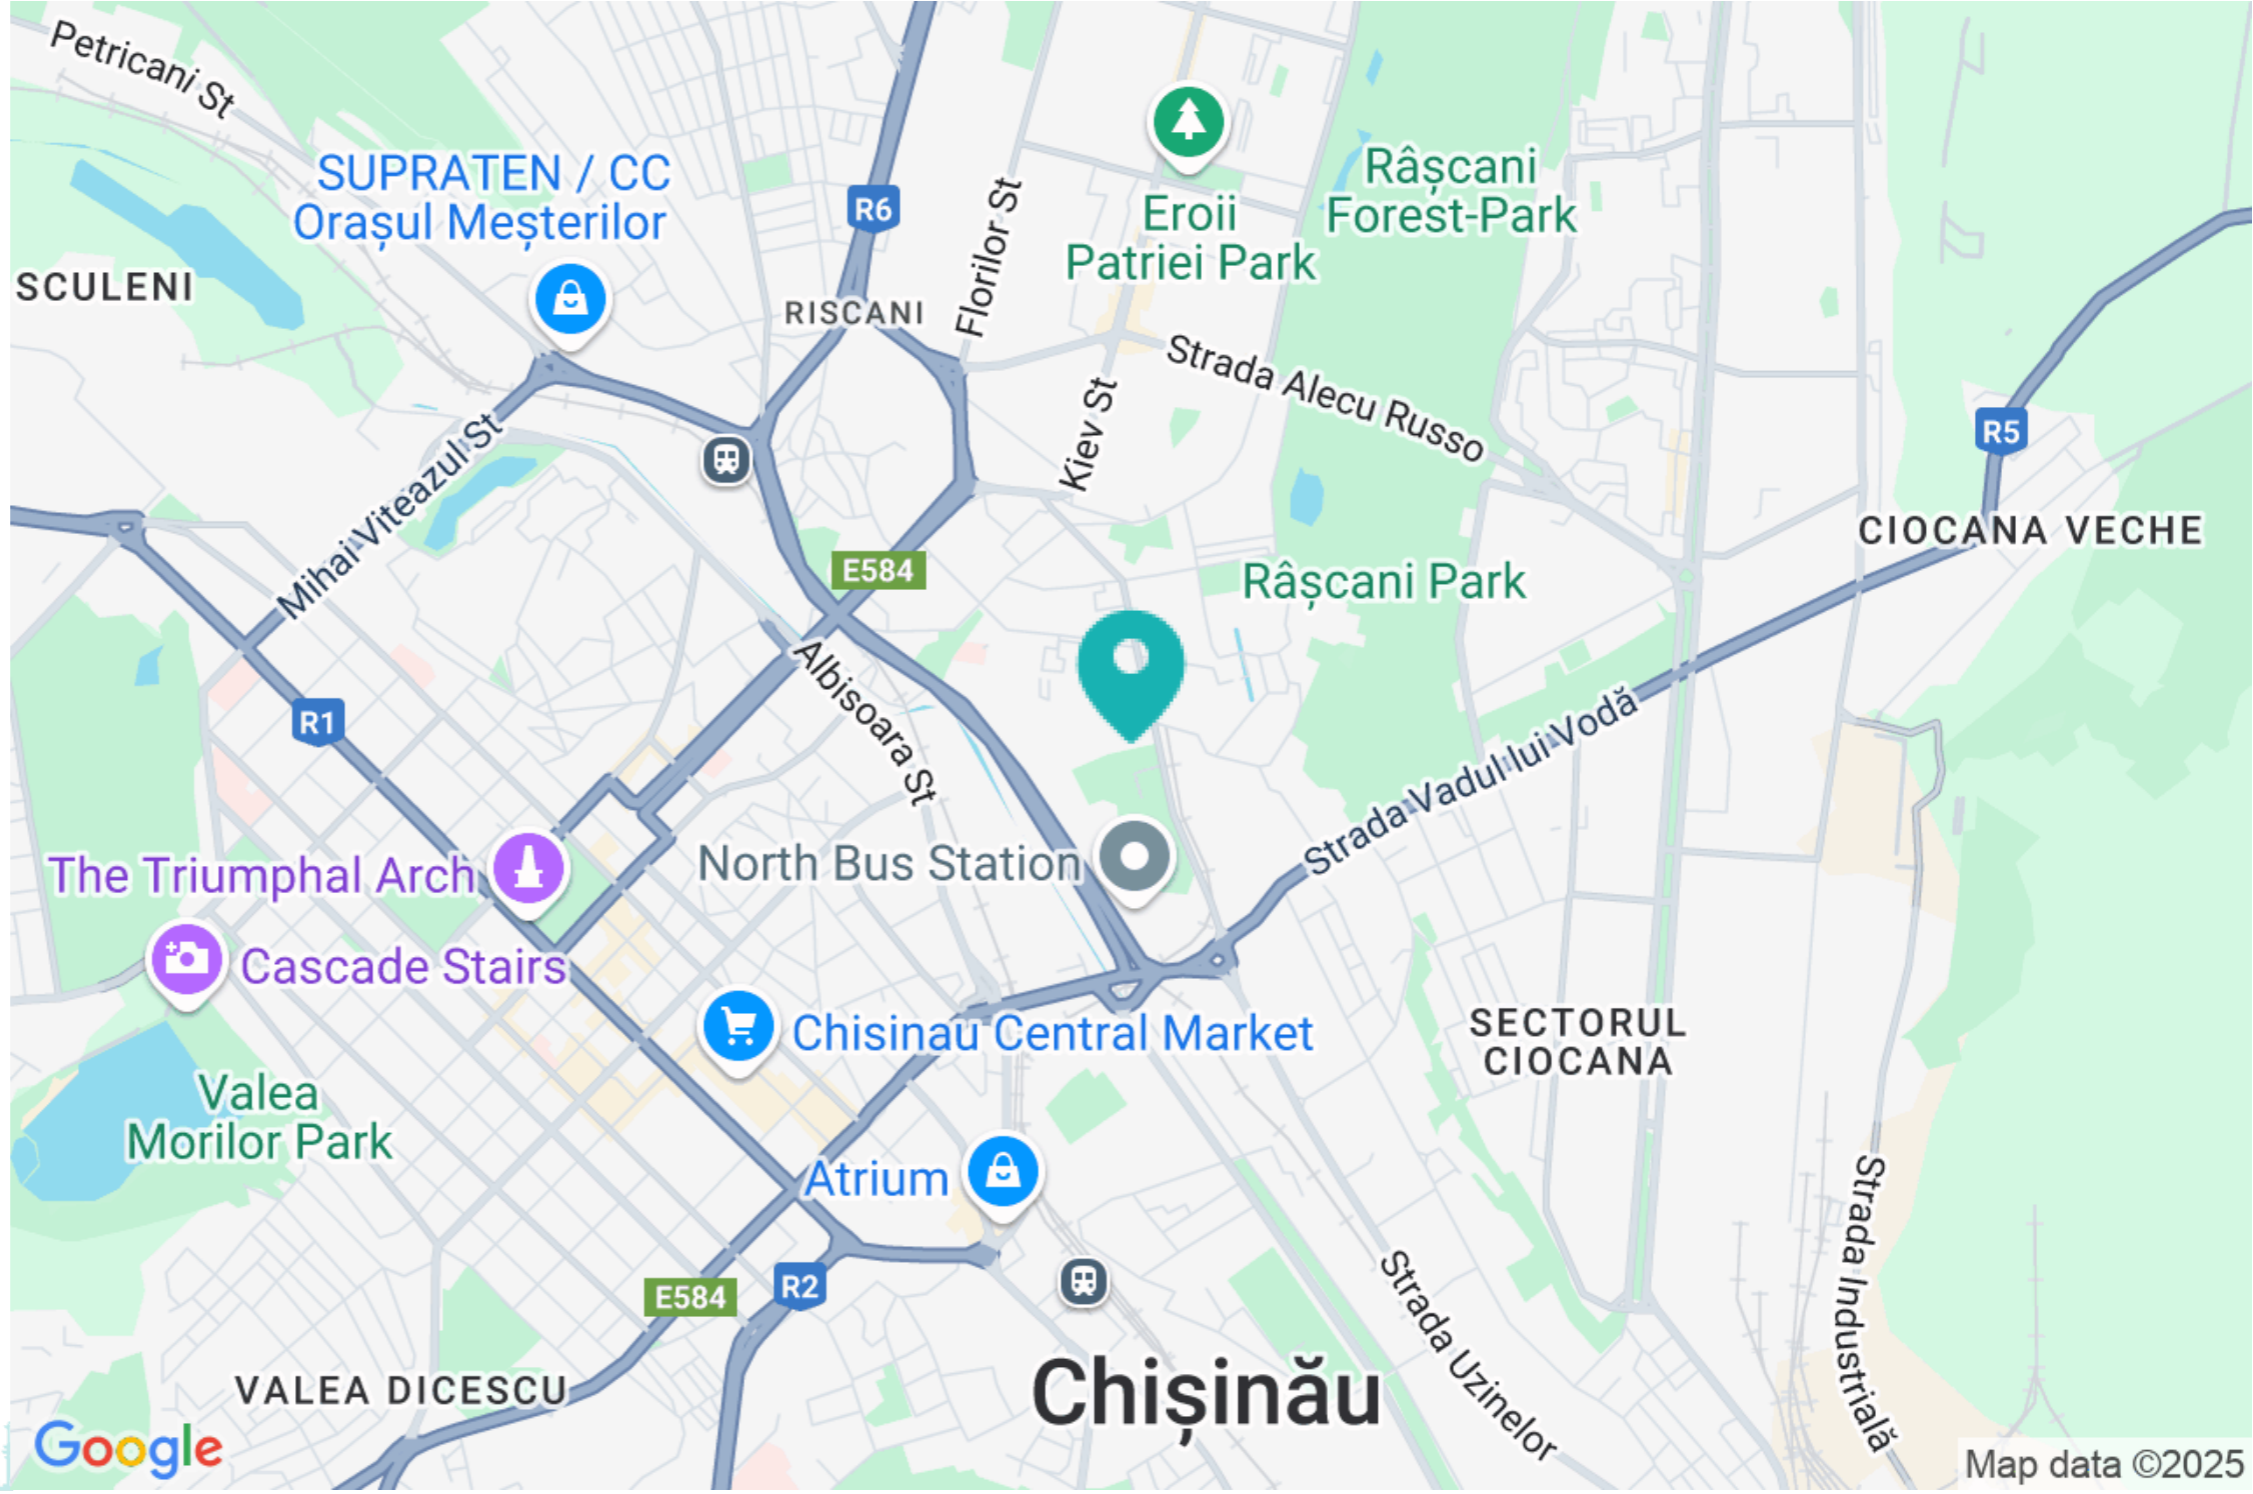 Petricani St
SUPRATEN / CC
Orașul Meșterilor
SCULENI
R6
RISCANI
Florilor St
Eroii
Patriei Park
Râșcani
Forest-Park
Strada Alecu Russo
Kiev St
Mihai Viteazul St
R5
CIOCANA VECHE
E584
Râșcani Park
R1
Albisoara St
Strada Vadul lui Vodă
The Triumphal Arch
North Bus Station
Cascade Stairs
Chisinau Central Market
SECTORUL
CIOCANA
Valea
Morilor Park
Atrium
E584
R2
Strada Uzinelor
Strada Industrială
VALEA DICESCU
Chișinău
Google
Map data ©2025